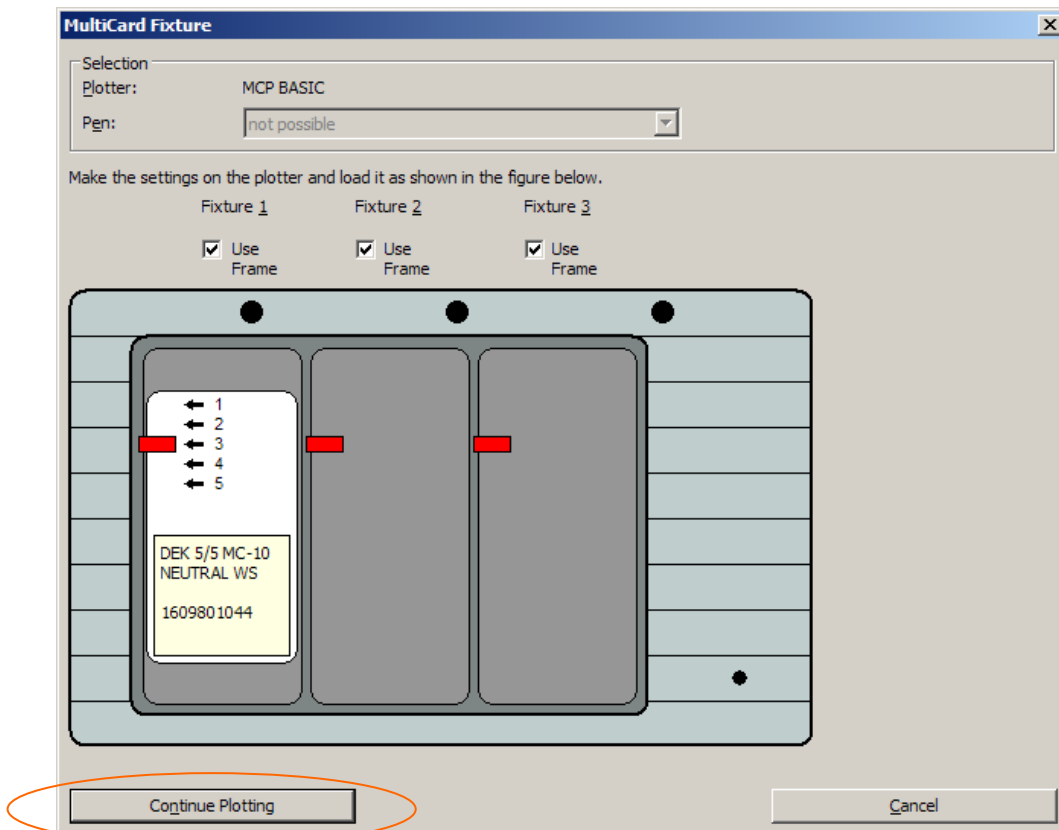 MultiCard Fixture
Selection
Plotter: MCP BASIC
Pen: not possible
Make the settings on the plotter and load it as shown in the figure below.
Fixture 1 Fixture 2 Fixture 3
Use Frame Use Frame Use Frame
1
2
3
4
5
DEK 5/5 MC-10
NEUTRAL WS
1609801044
Continue Plotting Cancel